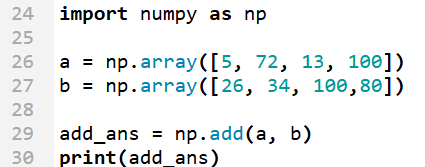 24 import numpy as np
25
26 a = np.array([5, 72, 13, 100])
27 b = np.array([26, 34, 100,80])
28
29 add_ans = np.add(a, b)
30 print(add_ans)